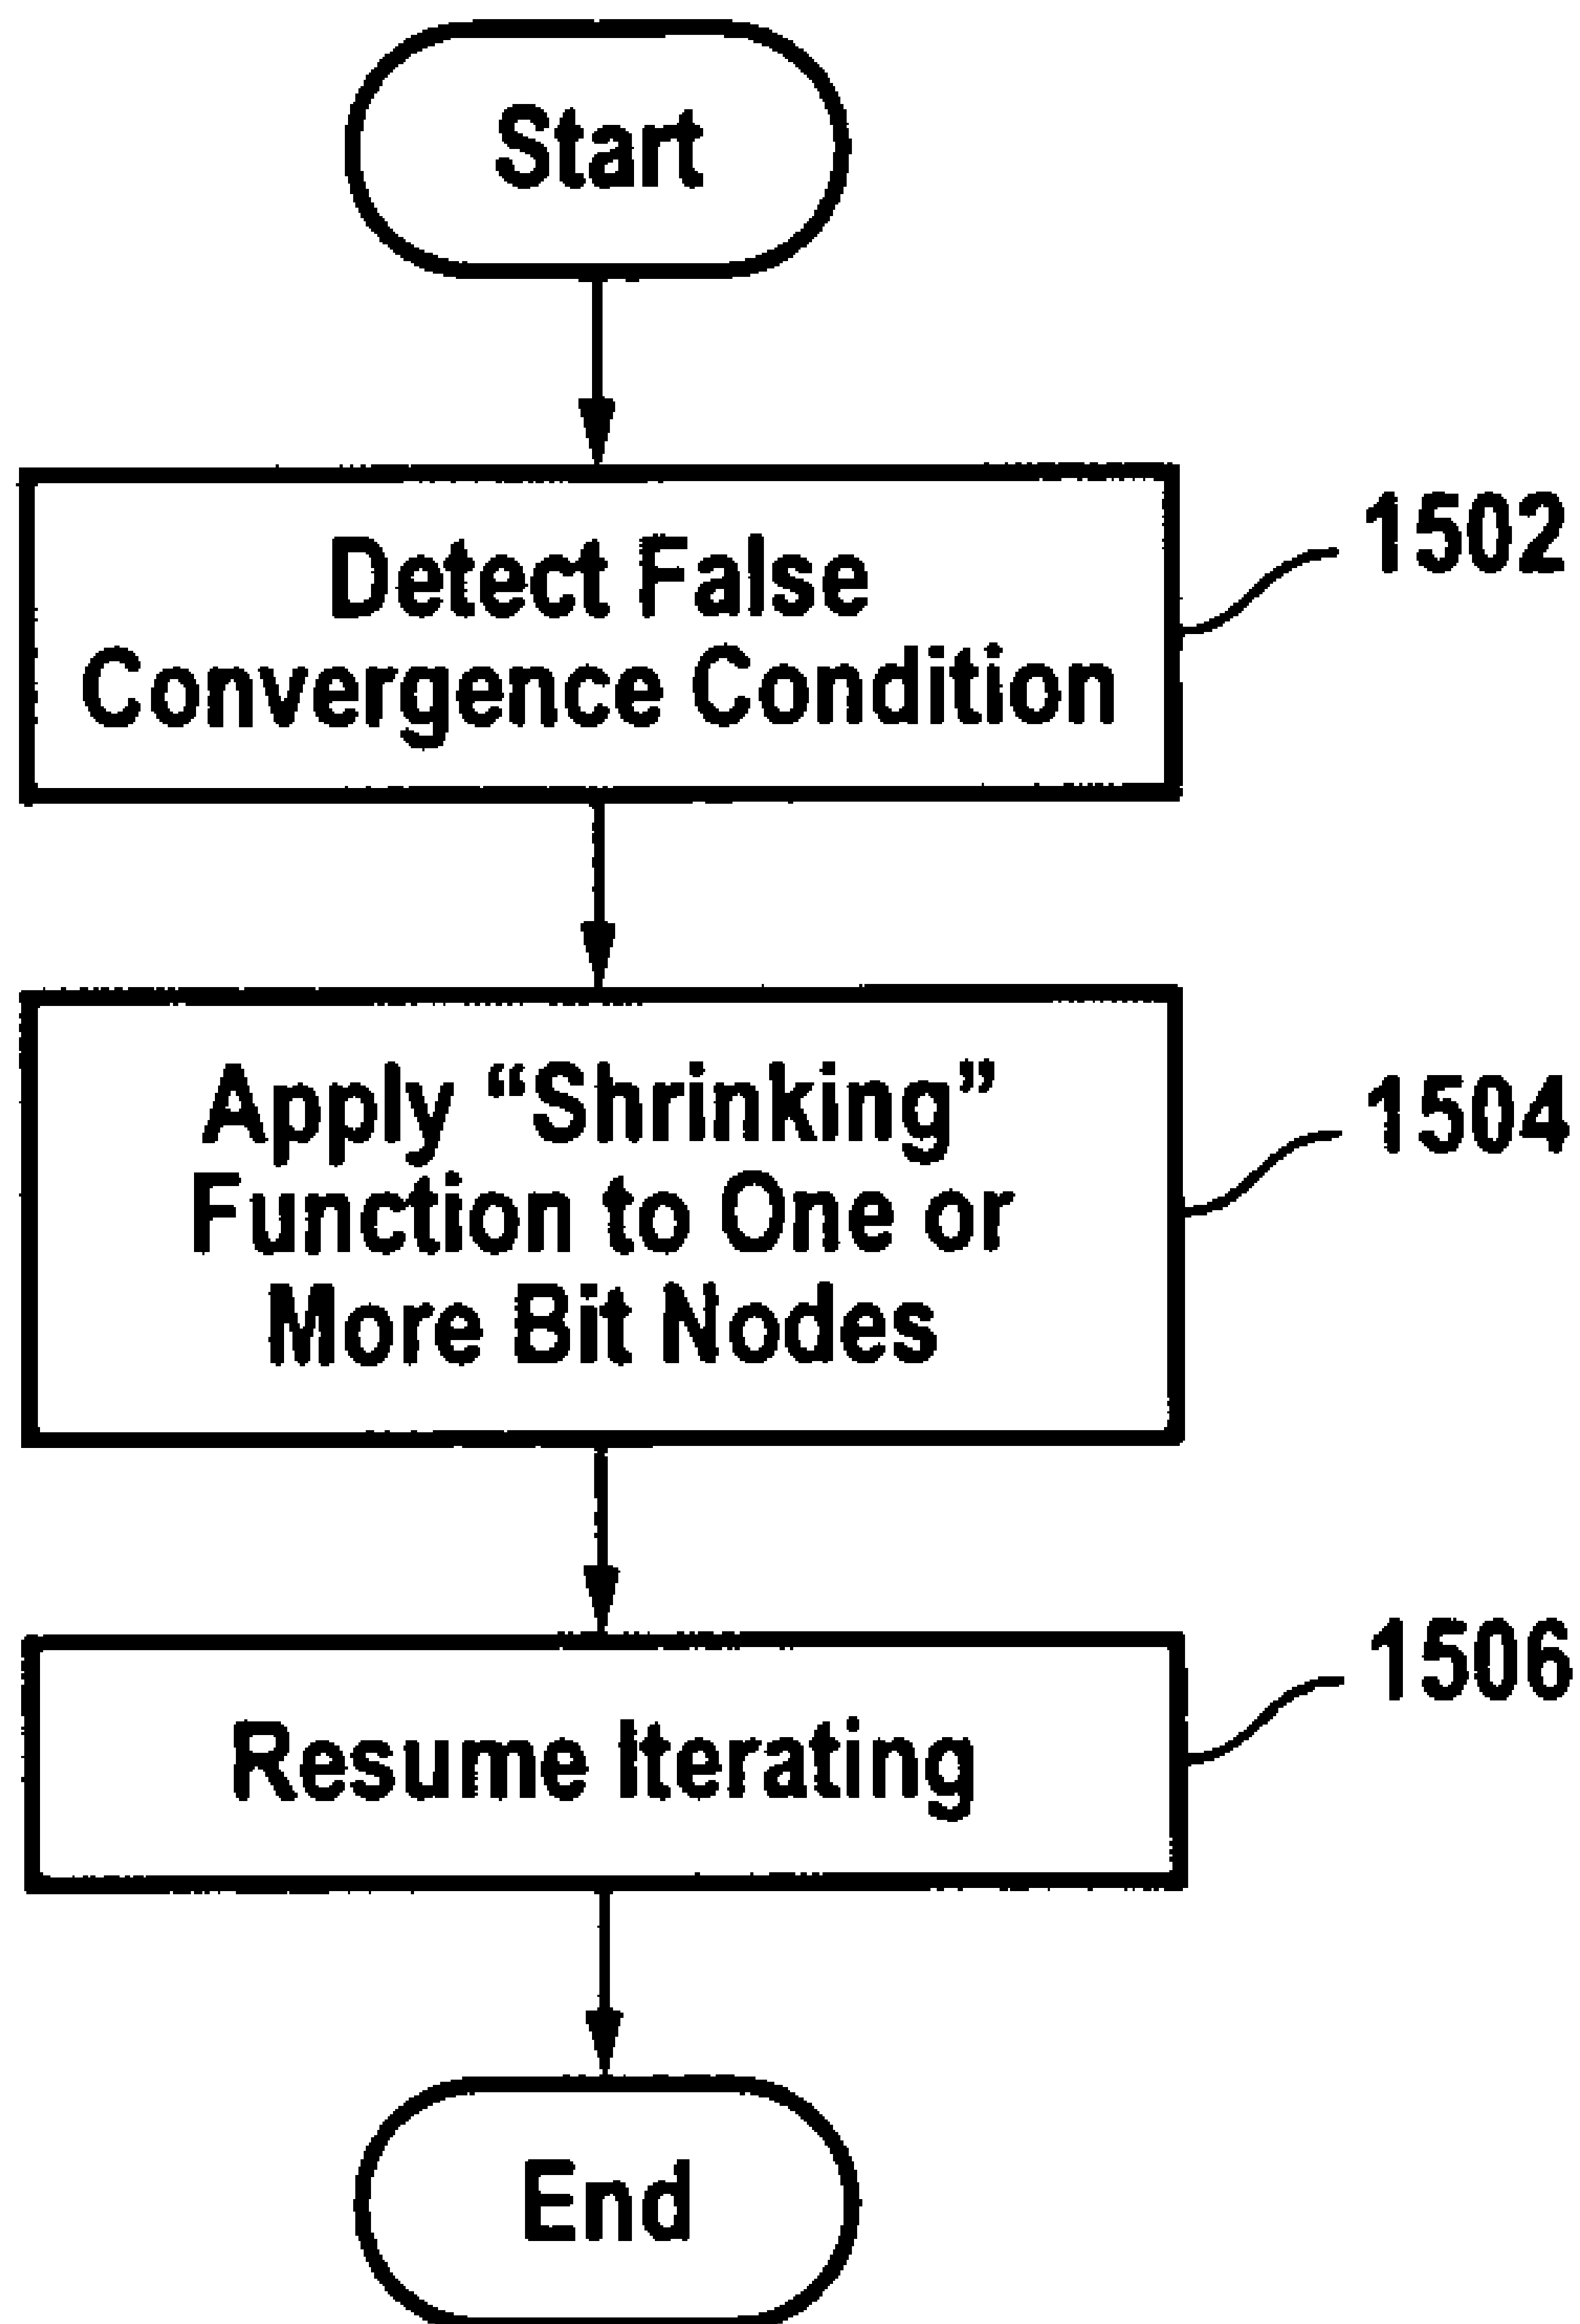 Start
Detect False
Convergence Condition
1502
Apply “Shrinking”
Function to One or
More Bit Nodes
1504
Resume Iterating
1506
End